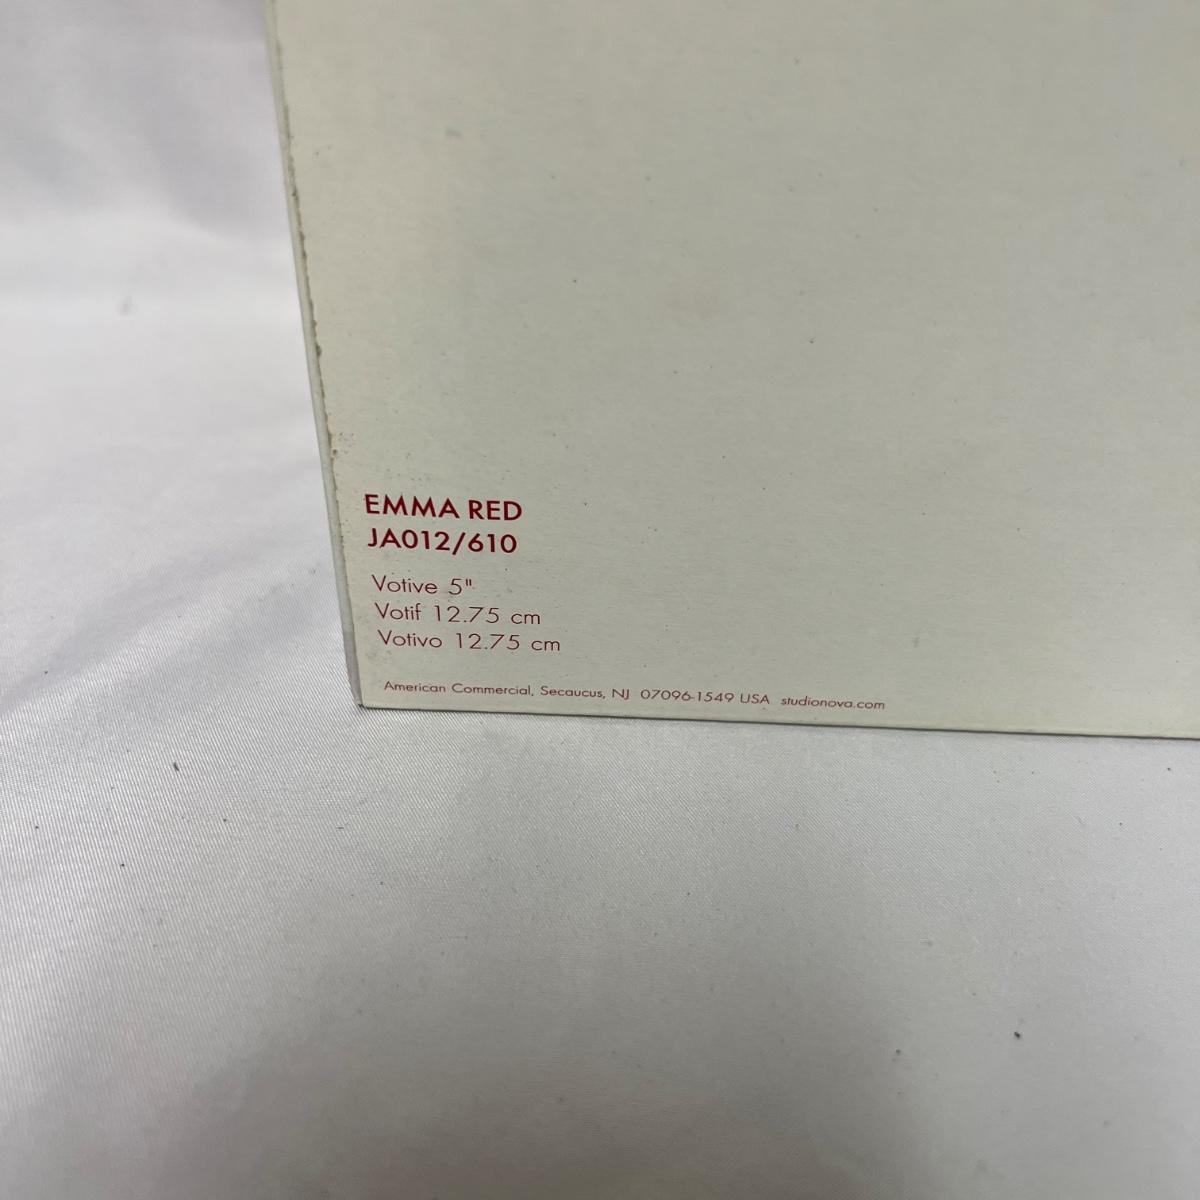 EMMA RED
JA012/610
Votive 5"
Votif 12.75 cm
Votivo 12.75 cm
American Commercial, Secaucus, NJ 07096-1549 USA studionova.com